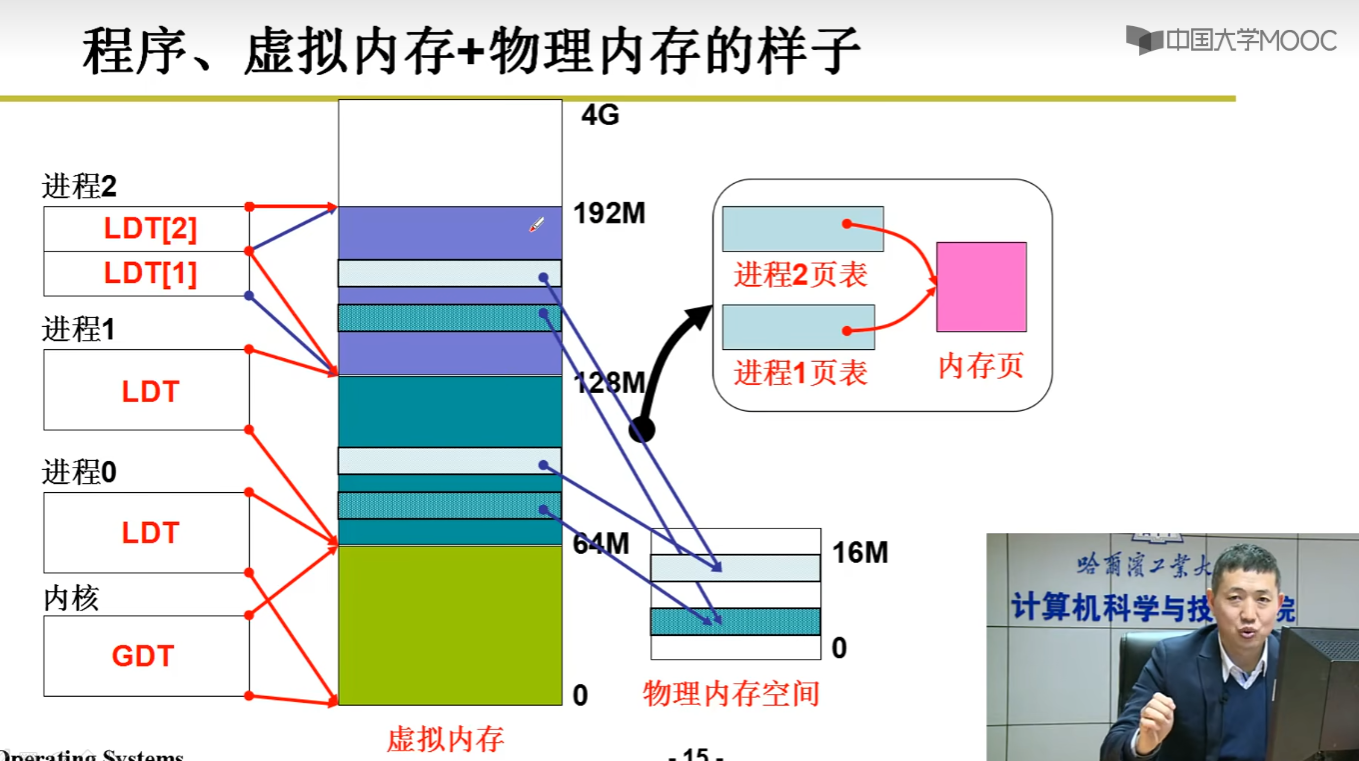 程序、虚拟内存+物理内存的样子
中国大学MOOC
4G
进程2
LDT[2]
LDT[1]
192M
进程2页表
进程1页表
内存页
进程1
LDT
128M
进程0
LDT
64M
16M
内核
GDT
0
0
物理内存空间
虚拟内存
Operating Systems
- 15 -
哈爾濱工業大
计算机科学与技
院